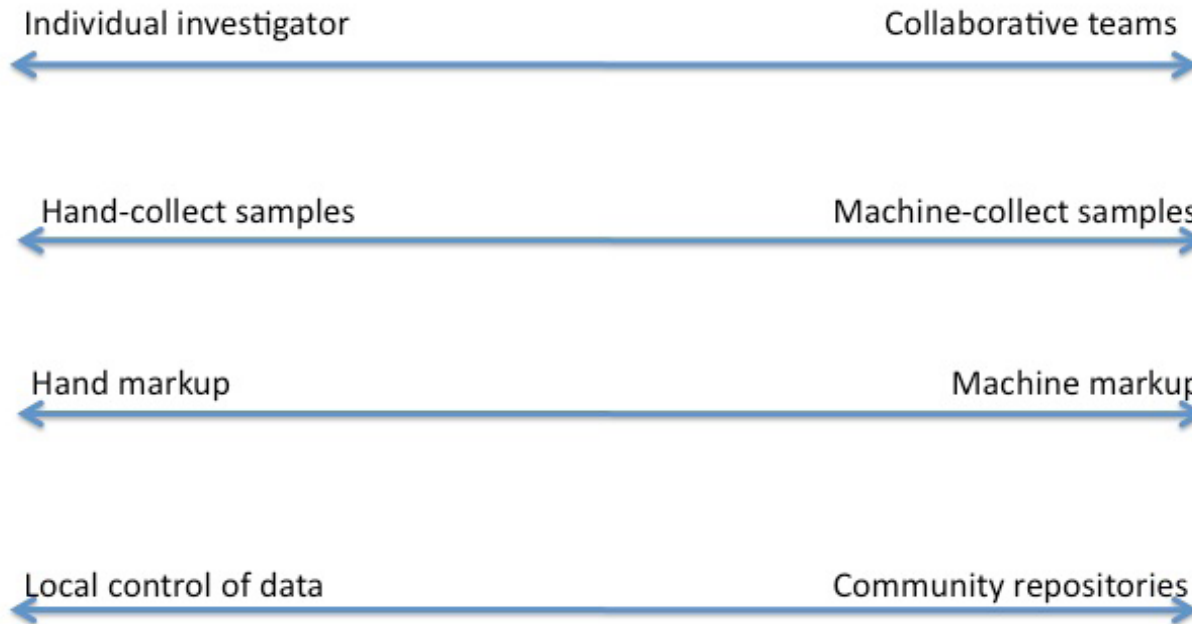 Individual investigator
Collaborative teams
Hand-collect samples
Machine-collect samples
Hand markup
Machine markup
Local control of data
Community repositories